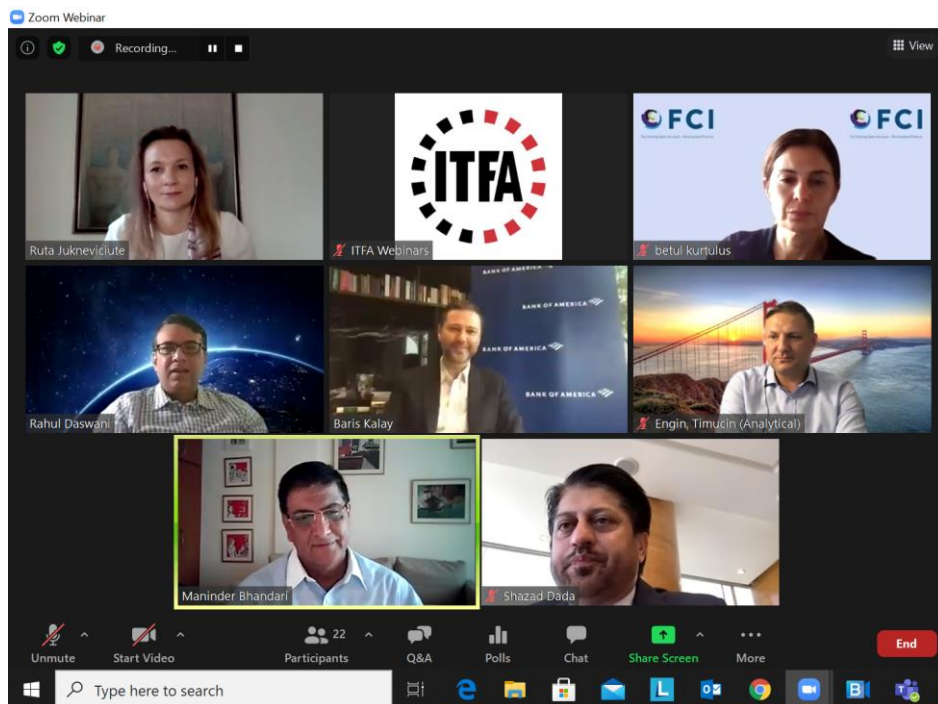 Zoom Webinar
Recording...
View
Ruta Jukneviciute
ITFA
ITFA Webinars
FCI
FCI
betul kurtulus
Rahul Daswani
BANK OF AMERICA
BANK OF AMERICA
BANK OF AMERICA
BANK OF AMERICA
Baris Kalay
Engin, Timucin (Analytical)
Maninder Bhandari
Shazad Dada
Unmute
Start Video
22
Participants
Q&A
Polls
Chat
Share Screen
More
End
Type here to search